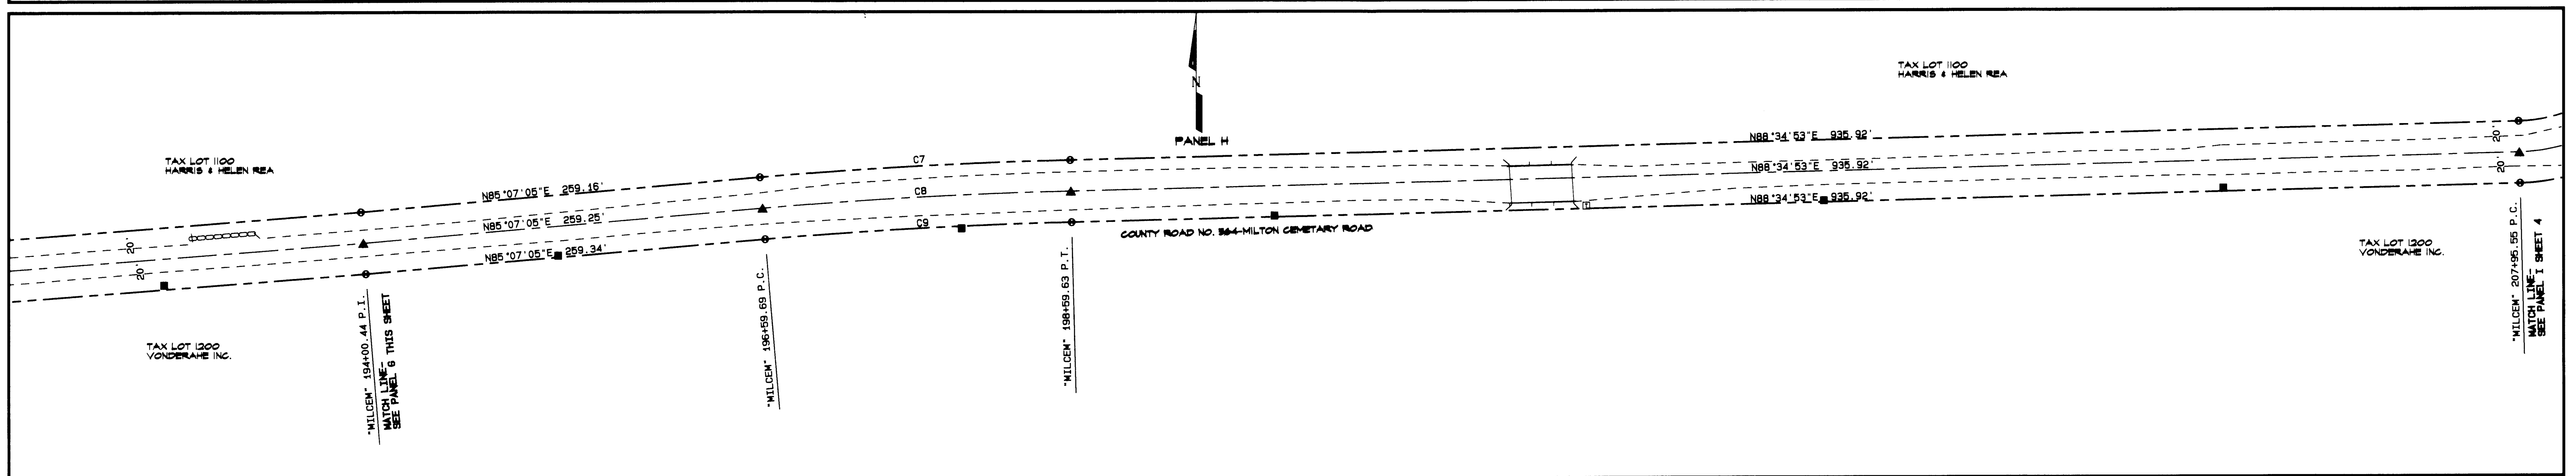 N
PANEL H
TAX LOT 1100
HARRIS & HELEN REA
TAX LOT 1100
HARRIS & HELEN REA
N85°07'05"E 259.16'
C7
N88°34'53"E 935.92'
20'
20'
N85°07'05"E 259.25'
C8
N88°34'53"E 935.92'
20'
20'
N85°07'05"E 259.34'
C9
N88°34'53"E 935.92'
COUNTY ROAD NO. 564-MILTON CEMETARY ROAD
TAX LOT 1200
VONDERAHE INC.
TAX LOT 1200
VONDERAHE INC.
"MILCEM" 194+00.44 P.I.
MATCH LINE-
SEE PANEL G THIS SHEET
"MILCEM" 196+59.69 P.C.
"MILCEM" 198+59.63 P.T.
"MILCEM" 207+95.55 P.C.
MATCH LINE-
SEE PANEL I SHEET 4